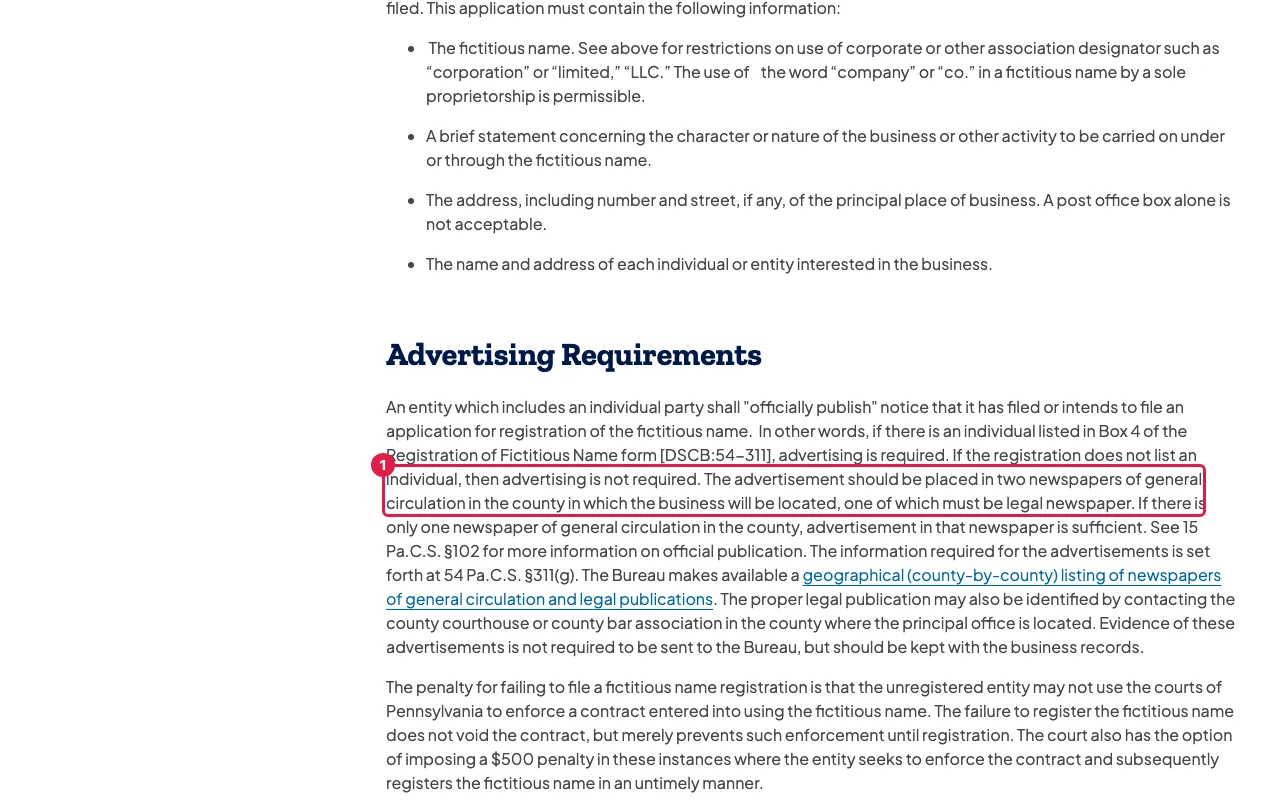 filed. This application must contain the following information:
• The fictitious name. See above for restrictions on use of corporate or other association designator such as
“corporation” or “limited,” “LLC.” The use of the word “company” or “co.” in a fictitious name by a sole
proprietorship is permissible.
• A brief statement concerning the character or nature of the business or other activity to be carried on under
or through the fictitious name.
• The address, including number and street, if any, of the principal place of business. A post office box alone is
not acceptable.
• The name and address of each individual or entity interested in the business.
Advertising Requirements
An entity which includes an individual party shall "officially publish" notice that it has filed or intends to file an
application for registration of the fictitious name. In other words, if there is an individual listed in Box 4 of the
Registration of Fictitious Name form [DSCB:54-311], advertising is required. If the registration does not list an
1
individual, then advertising is not required. The advertisement should be placed in two newspapers of general
circulation in the county in which the business will be located, one of which must be legal newspaper. If there is
only one newspaper of general circulation in the county, advertisement in that newspaper is sufficient. See 15
Pa.C.S. §102 for more information on official publication. The information required for the advertisements is set
forth at 54 Pa.C.S. §311(g). The Bureau makes available a geographical (county-by-county) listing of newspapers
of general circulation and legal publications. The proper legal publication may also be identified by contacting the
county courthouse or county bar association in the county where the principal office is located. Evidence of these
advertisements is not required to be sent to the Bureau, but should be kept with the business records.
The penalty for failing to file a fictitious name registration is that the unregistered entity may not use the courts of
Pennsylvania to enforce a contract entered into using the fictitious name. The failure to register the fictitious name
does not void the contract, but merely prevents such enforcement until registration. The court also has the option
of imposing a $500 penalty in these instances where the entity seeks to enforce the contract and subsequently
registers the fictitious name in an untimely manner.